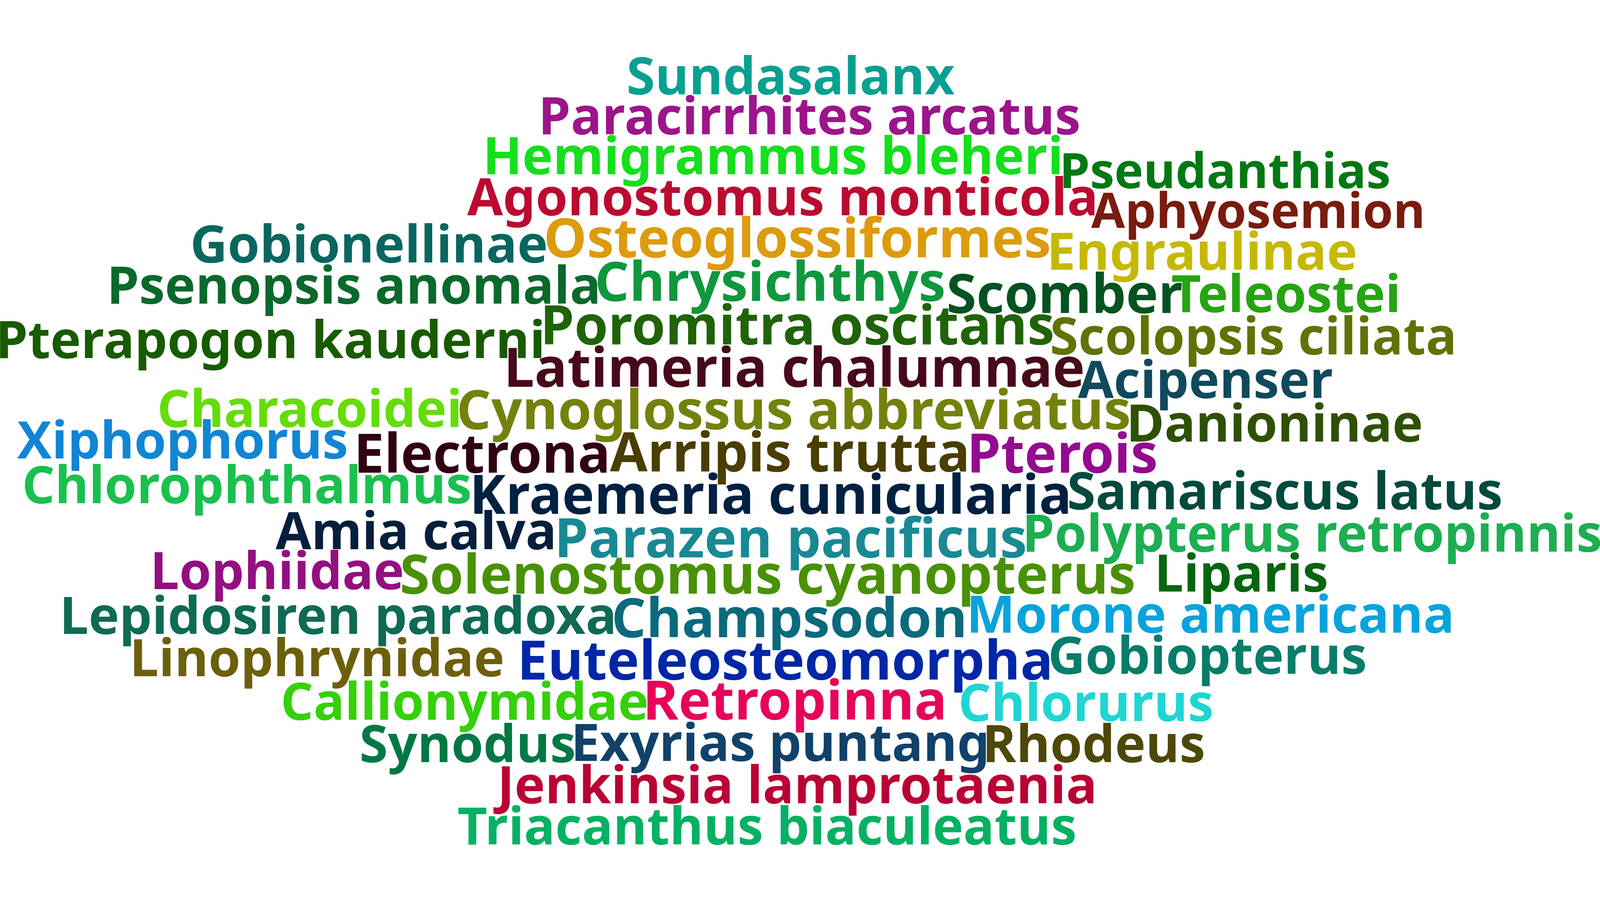 Sundasalanx
Paracirrhites arcatus
Hemigrammus bleheri
Pseudanthias
Agonostomus monticola
Aphyosemion
Gobionellinae
Osteoglossiformes
Engraulinae
Psenopsis anomala
Chrysichthys
Scomber
Teleostei
Pterapogon kauderni
Poromitra oscitans
Scolopsis ciliata
Latimeria chalumnae
Acipenser
Characoidei
Cynoglossus abbreviatus
Danioninae
Xiphophorus
Electrona
Arripis trutta
Pterois
Chlorophthalmus
Kraemeria cunicularia
Samariscus latus
Amia calva
Parazen pacificus
Polypterus retropinnis
Lophiidae
Solenostomus cyanopterus
Liparis
Lepidosiren paradoxa
Champsodon
Morone americana
Linophrynidae
Euteleosteomorpha
Gobiopterus
Callionymidae
Retropinna
Chlorurus
Synodus
Exyrias puntang
Rhodeus
Jenkinsia lamprotaenia
Triacanthus biaculeatus